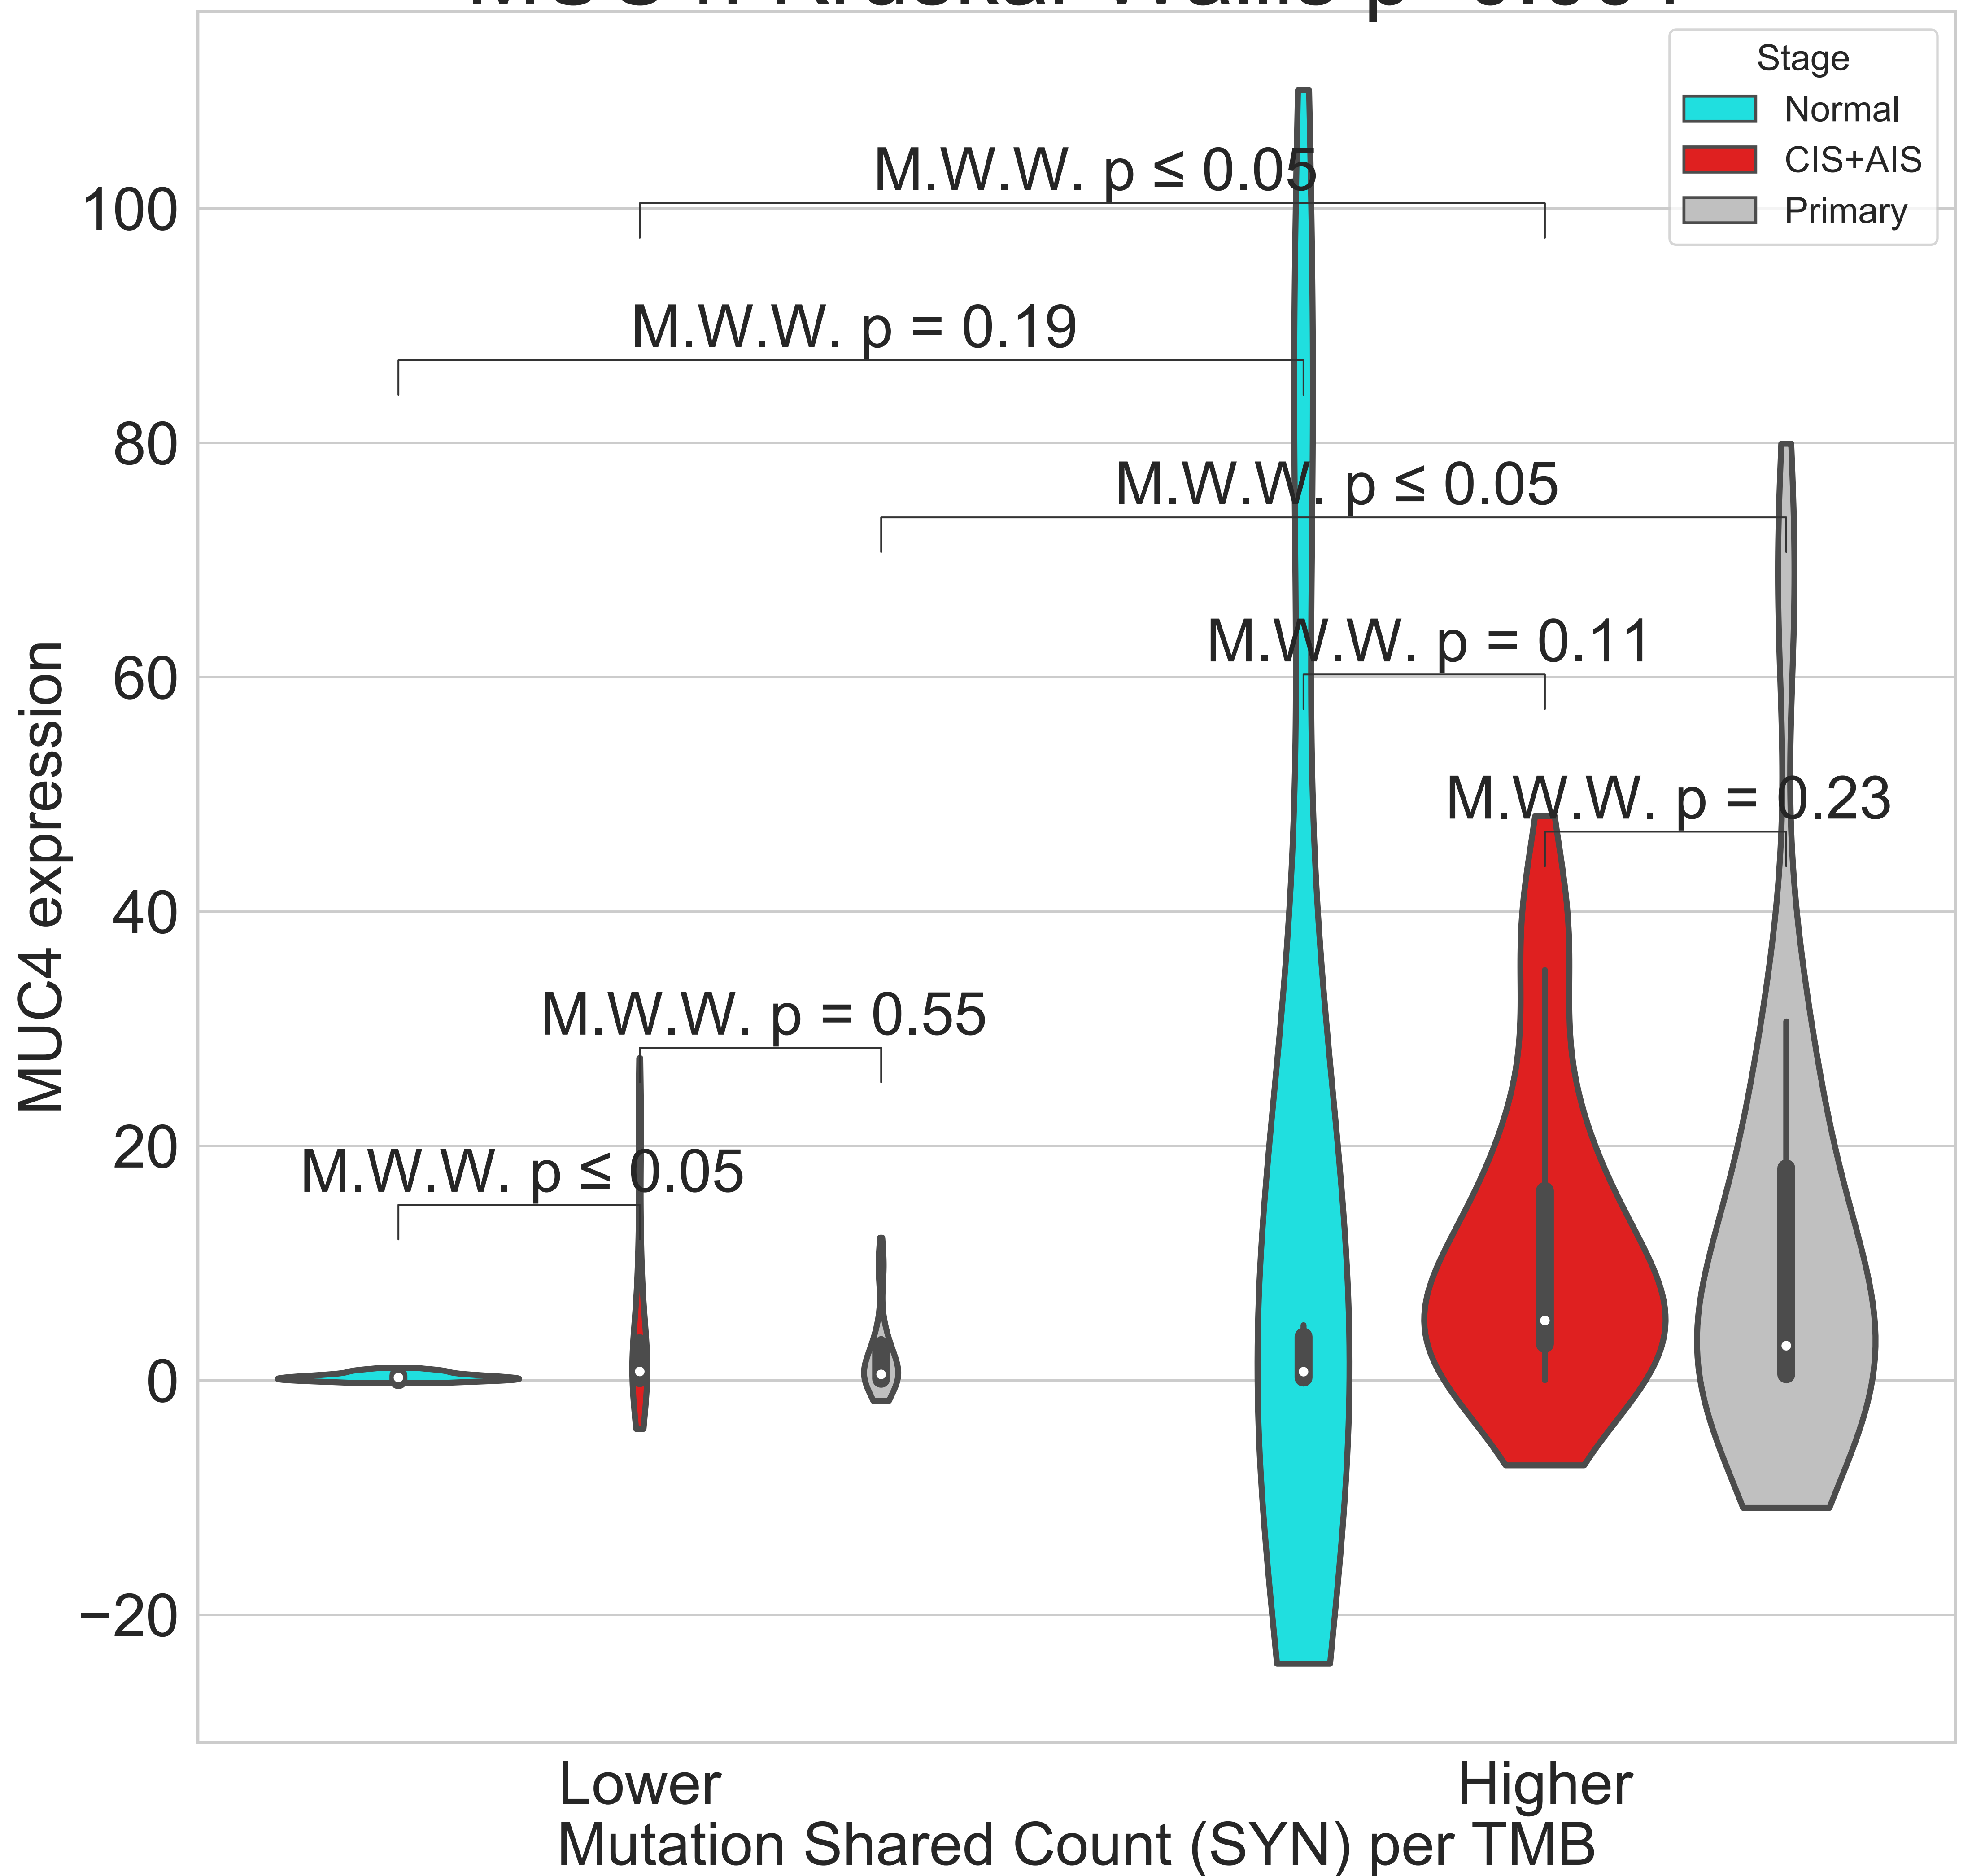 Stage
Normal
CIS+AIS
Primary
M.W.W. p ≤ 0.05
M.W.W. p = 0.19
M.W.W. p ≤ 0.05
M.W.W. p = 0.11
M.W.W. p = 0.23
M.W.W. p = 0.55
M.W.W. p ≤ 0.05
100
80
60
40
20
0
−20
MUC4 expression
Lower
Higher
Mutation Shared Count (SYN) per TMB